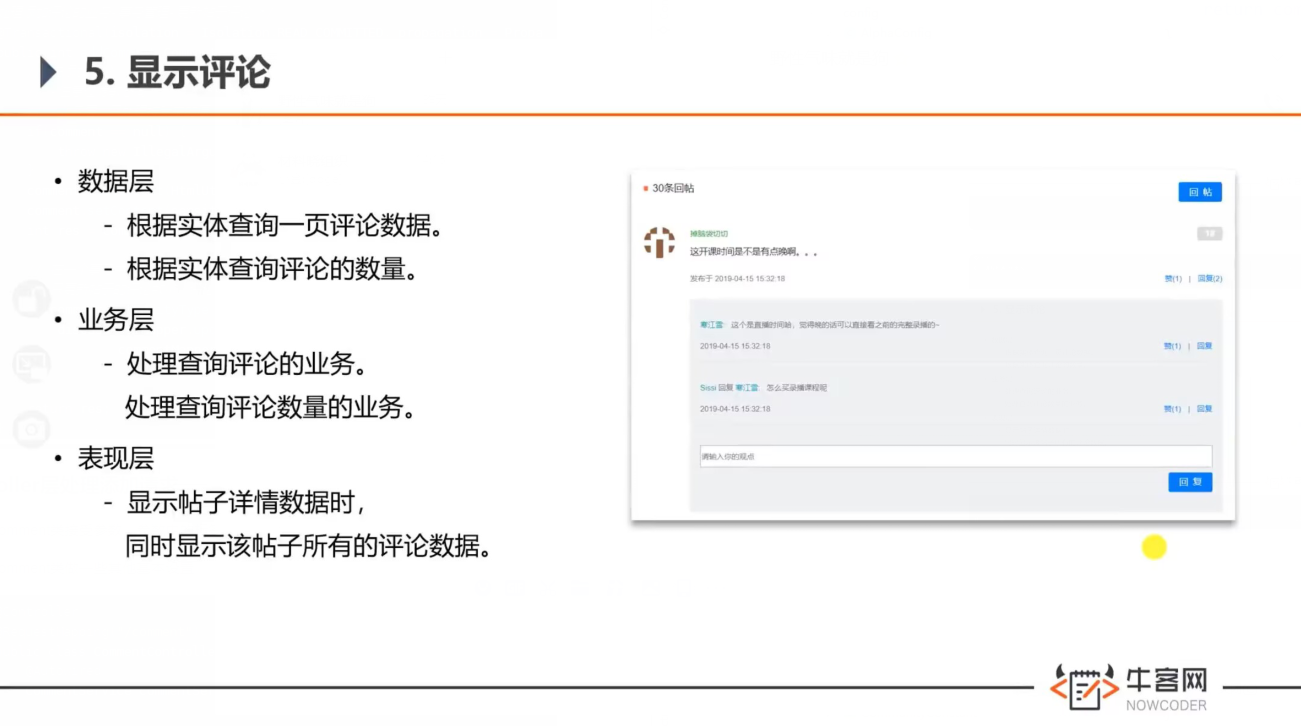 5. 显示评论
• 数据层
- 根据实体查询一页评论数据。
- 根据实体查询评论的数量。
• 业务层
- 处理查询评论的业务。
处理查询评论数量的业务。
• 表现层
- 显示帖子详情数据时,
同时显示该帖子所有的评论数据。
30条回帖
回 帖
掉脑袋切切
1#
这开课时间是不是有点晚啊。。。
发布于 2019-04-15 15:32:18
赞(1) | 回复(2)
寒江雪 这个是直播时间哈,觉得晚的话可以直接看之前的完整录播的~
2019-04-15 15:32:18
赞(1) | 回复
Sissi 回复 寒江雪 怎么买录播课程呢
2019-04-15 15:32:18
赞(1) | 回复
请输入你的观点
回 复
牛客网
NOWCODER